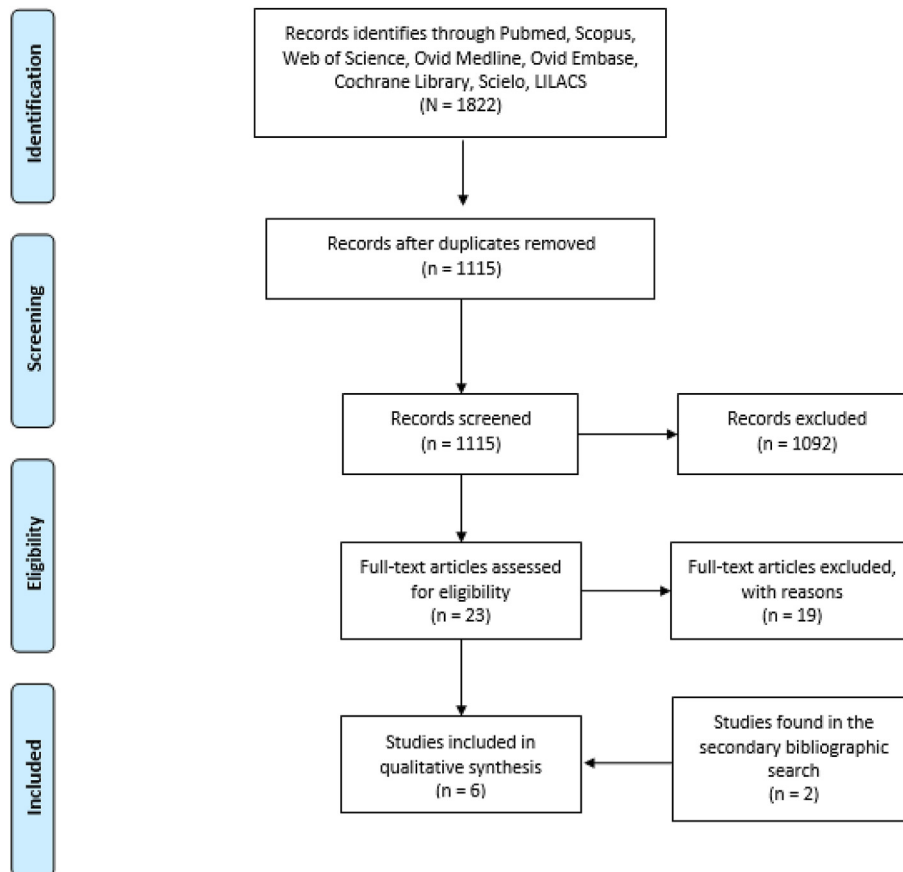 Identification
Records identifies through Pubmed, Scopus,
Web of Science, Ovid Medline, Ovid Embase,
Cochrane Library, Scielo, LILACS
(N = 1822)
Screening
Records after duplicates removed
(n = 1115)
Records screened
(n = 1115)
Records excluded
(n = 1092)
Eligibility
Full-text articles assessed
for eligibility
(n = 23)
Full-text articles excluded,
with reasons
(n = 19)
Included
Studies included in
qualitative synthesis
(n = 6)
Studies found in the
secondary bibliographic
search
(n = 2)